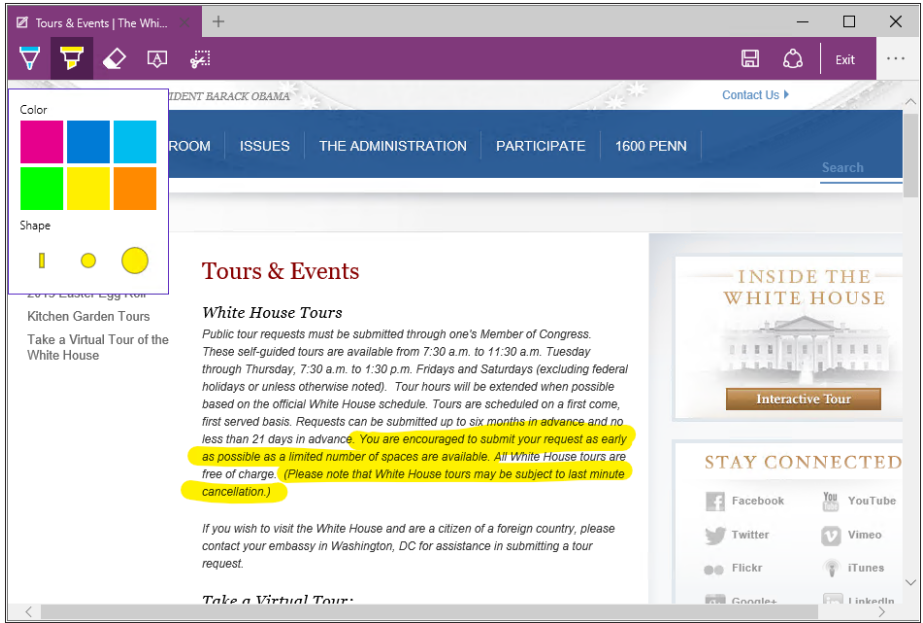 Tours & Events | The Whi...
Exit
Color
Shape
IDENT BARACK OBAMA
Contact Us
ROOM
ISSUES
THE ADMINISTRATION
PARTICIPATE
1600 PENN
Search
2015 Easter Egg Roll
Kitchen Garden Tours
Take a Virtual Tour of the
White House
Tours & Events
White House Tours
Public tour requests must be submitted through one's Member of Congress.
These self-guided tours are available from 7:30 a.m. to 11:30 a.m. Tuesday
through Thursday, 7:30 a.m. to 1:30 p.m. Fridays and Saturdays (excluding federal
holidays or unless otherwise noted).  Tour hours will be extended when possible
based on the official White House schedule. Tours are scheduled on a first come,
first served basis. Requests can be submitted up to six months in advance and no
less than 21 days in advance. You are encouraged to submit your request as early
as possible as a limited number of spaces are available. All White House tours are
free of charge. (Please note that White House tours may be subject to last minute
cancellation.)
If you wish to visit the White House and are a citizen of a foreign country, please
contact your embassy in Washington, DC for assistance in submitting a tour
request.
Take a Virtual Tour:
INSIDE THE
WHITE HOUSE
Interactive Tour
STAY CONNECTED
Facebook
YouTube
Twitter
Vimeo
Flickr
iTunes
Google+
LinkedIn